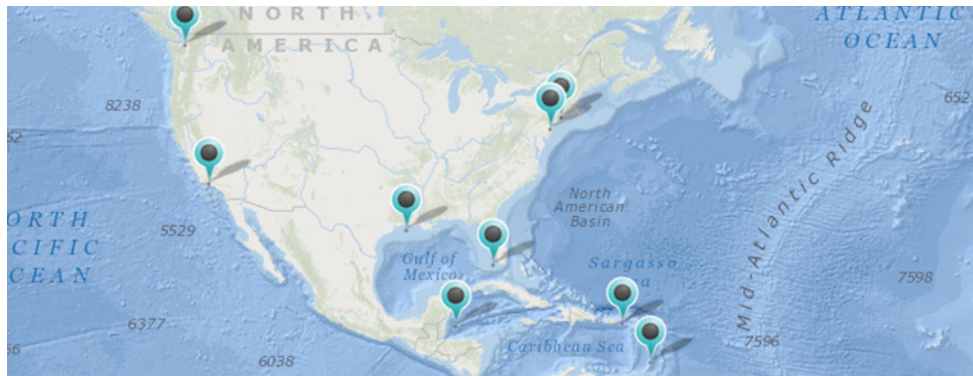 NORTH
AMERICA
ATLANTIC
OCEAN
8238
652
52
Mid-Atlantic Ridge
North
American
Basin
ORTH
CIFIC
CEAN
5529
Gulf of
Mexico
Sargasso
a
7598
6377
56
6038
Caribbean Sea
7596